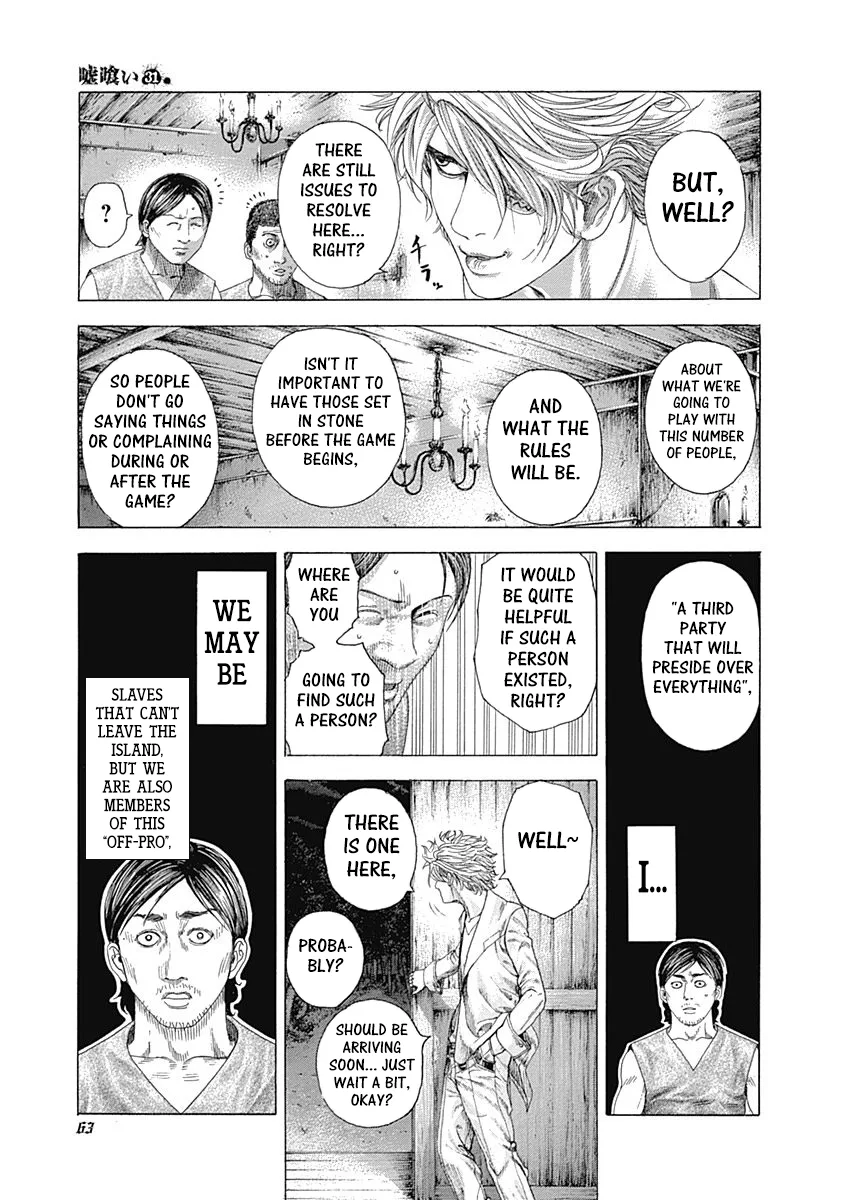 嘘喰い 31
BUT,
WELL?
THERE
ARE STILL
ISSUES TO
RESOLVE
HERE...
RIGHT?
チラッ
?
ABOUT
WHAT WE'RE
GOING TO
PLAY WITH
THIS NUMBER
OF PEOPLE,
AND
WHAT THE
RULES
WILL BE.
ISN'T IT
IMPORTANT TO
HAVE THOSE SET
IN STONE
BEFORE THE GAME
BEGINS,
SO PEOPLE
DON'T GO
SAYING THINGS
OR COMPLAINING
DURING OR
AFTER THE
GAME?
"A THIRD
PARTY
THAT WILL
PRESIDE OVER
EVERYTHING",
I...
IT WOULD
BE QUITE
HELPFUL
IF SUCH A
PERSON
EXISTED,
RIGHT?
WHERE
ARE
YOU
GOING TO
FIND SUCH
A PERSON?
WELL~
THERE
IS ONE
HERE,
PROBA-
BLY?
SHOULD BE
ARRIVING
SOON... JUST
WAIT A BIT,
OKAY?
WE
MAY
BE
SLAVES
THAT CAN'T
LEAVE THE
ISLAND,
BUT WE
ARE ALSO
MEMBERS
OF THIS
"OFF-PRO",
63